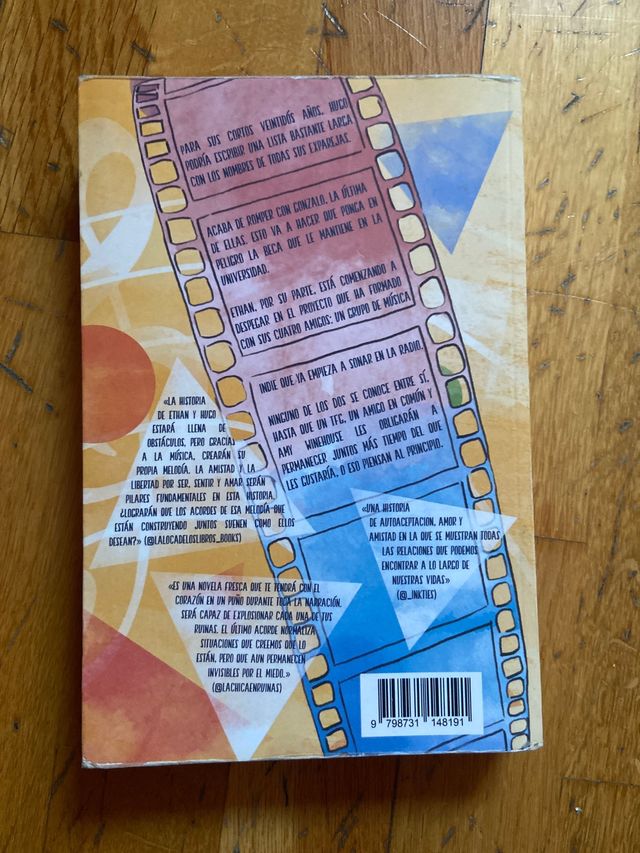 PARA SUS CORTOS VEINTIDÓS AÑOS, HUGO
PODRÍA ESCRIBIR UNA LISTA BASTANTE LARGA
CON LOS NOMBRES DE TODAS SUS EXPAREJAS.
ACABA DE ROMPER CON GONZALO, LA ÚLTIMA
DE ELLAS. ESTO VA A HACER QUE PONGA EN
PELIGRO LA BECA QUE LE MANTIENE EN LA
UNIVERSIDAD.
ETHAN, POR SU PARTE, ESTÁ COMENZANDO A
DESPEGAR EN EL PROYECTO QUE HA FORMADO
CON SUS CUATRO AMIGOS: UN GRUPO DE MÚSICA
INDIE QUE YA EMPIEZA A SONAR EN LA RADIO.
NINGUNO DE LOS DOS SE CONOCE ENTRE SÍ,
HASTA QUE UN TFG, UN AMIGO EN COMÚN Y
AMY WINEHOUSE LES OBLIGARÁN A
PERMANECER JUNTOS MÁS TIEMPO DEL QUE
LES GUSTARÍA, O ESO PIENSAN AL PRINCIPIO.
«LA HISTORIA
DE ETHAN Y HUGO
ESTARÁ LLENA DE
OBSTÁCULOS, PERO GRACIAS
A LA MÚSICA, CREARÁN SU
PROPIA MELODÍA. LA AMISTAD Y LA
LIBERTAD POR SER, SENTIR Y AMAR SERÁN
PILARES FUNDAMENTALES EN ESTA HISTORIA.
¿LOGRARÁN QUE LOS ACORDES DE ESA MELODÍA QUE
ESTÁN CONSTRUYENDO JUNTOS SUENEN COMO ELLOS
DESEAN?» (@LALOCADELOSLIBROS_BOOKS)
«UNA HISTORIA
DE AUTOACEPTACION, AMOR Y
AMISTAD EN LA QUE SE MUESTRAN TODAS
LAS RELACIONES QUE PODEMOS
ENCONTRAR A LO LARGO DE
NUESTRAS VIDAS»
(@_INKTIES)
«ES UNA NOVELA FRESCA QUE TE TENDRÁ CON EL
CORAZÓN EN UN PUÑO DURANTE TODA LA NARRACIÓN.
SERÁ CAPAZ DE EXPLOSIONAR CADA UNA DE TUS
RUINAS. EL ÚLTIMO ACORDE NORMALIZA
SITUACIONES QUE CREEMOS QUE LO
ESTÁN, PERO QUE AUN PERMANECEN
INVISIBLES POR EL MIEDO.»
(@LACHICAENRUINAS)
9 798731 148191